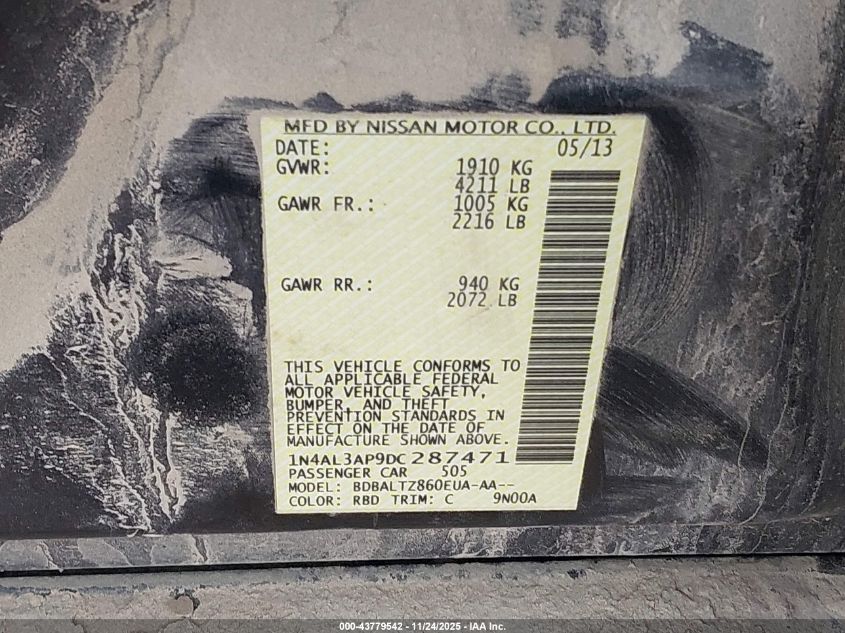 MFD BY NISSAN MOTOR CO., LTD.
DATE: 05/13
GVWR: 1910 KG
4211 LB
GAWR FR.: 1005 KG
2216 LB
GAWR RR.: 940 KG
2072 LB
THIS VEHICLE CONFORMS TO
ALL APPLICABLE FEDERAL
MOTOR VEHICLE SAFETY,
BUMPER, AND THEFT
PREVENTION STANDARDS IN
EFFECT ON THE DATE OF
MANUFACTURE SHOWN ABOVE.
1N4AL3AP9DC287471
PASSENGER CAR 505
MODEL: BDBALTZ860EUA-AA--
COLOR: RBD TRIM: C 9N00A
000-43779542 - 11/24/2025 - IAA Inc.